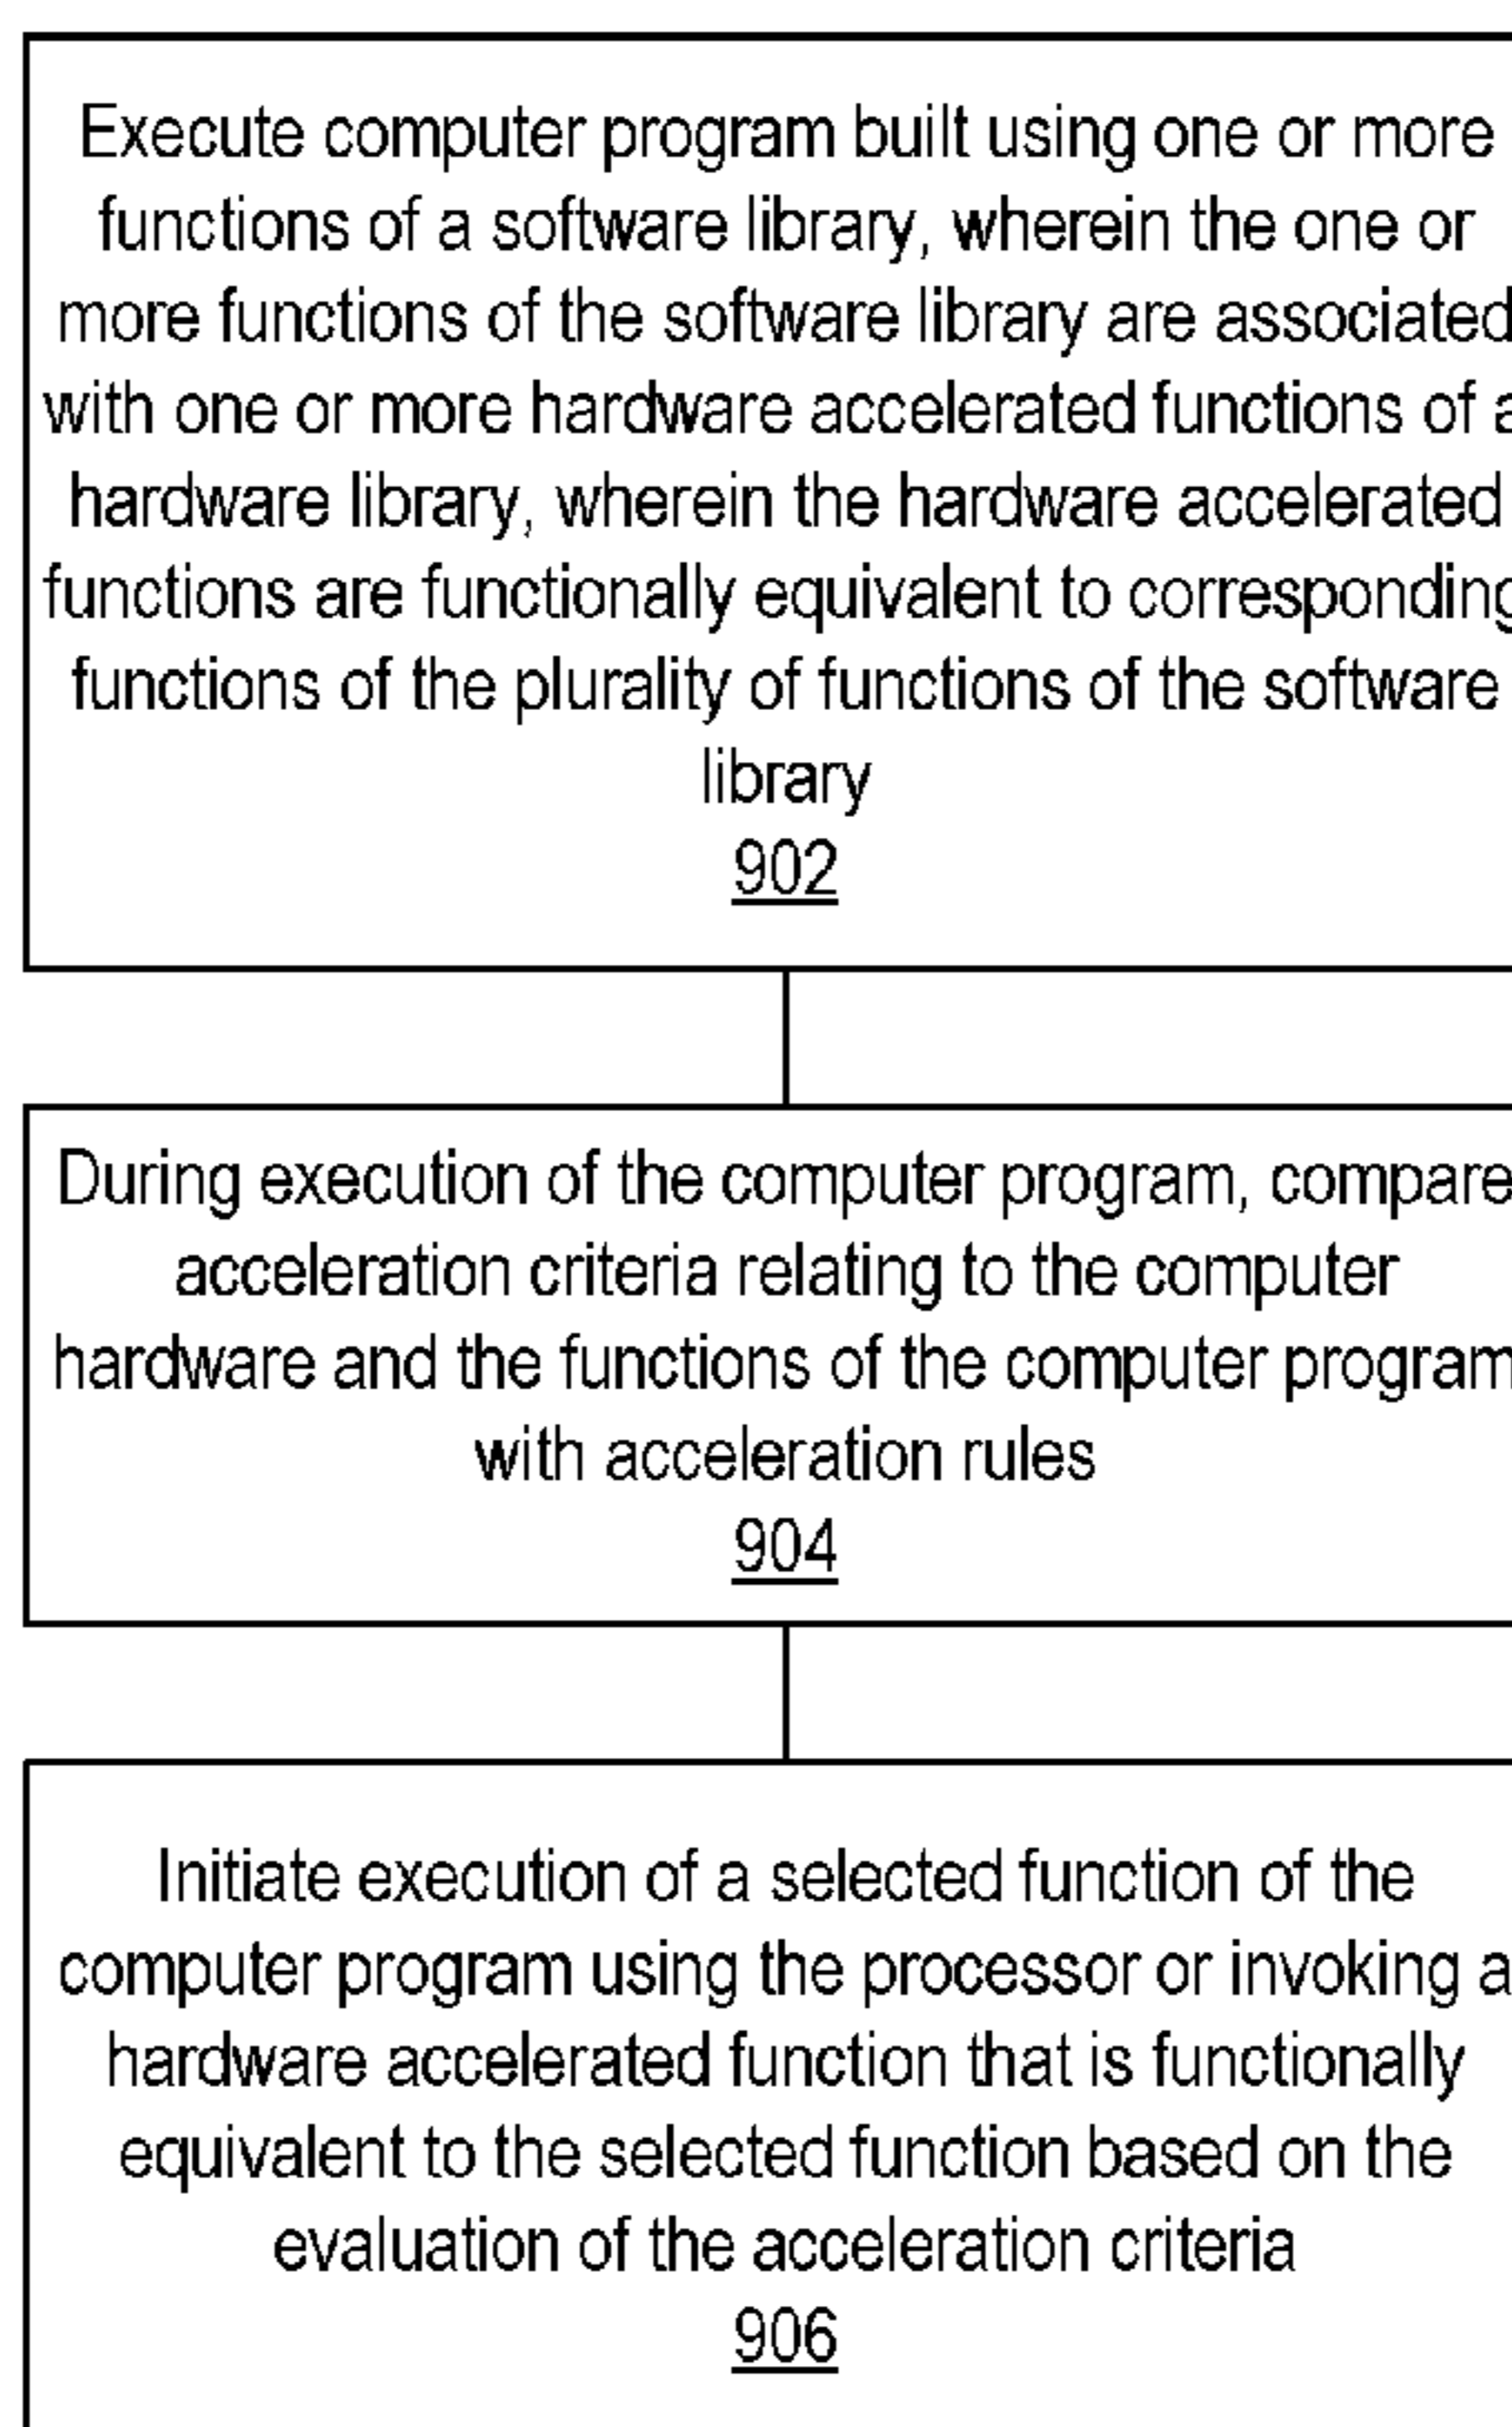 Execute computer program built using one or more
functions of a software library, wherein the one or
more functions of the software library are associated
with one or more hardware accelerated functions of a
hardware library, wherein the hardware accelerated
functions are functionally equivalent to corresponding
functions of the plurality of functions of the software
library
902
During execution of the computer program, compare
acceleration criteria relating to the computer
hardware and the functions of the computer program
with acceleration rules
904
Initiate execution of a selected function of the
computer program using the processor or invoking a
hardware accelerated function that is functionally
equivalent to the selected function based on the
evaluation of the acceleration criteria
906